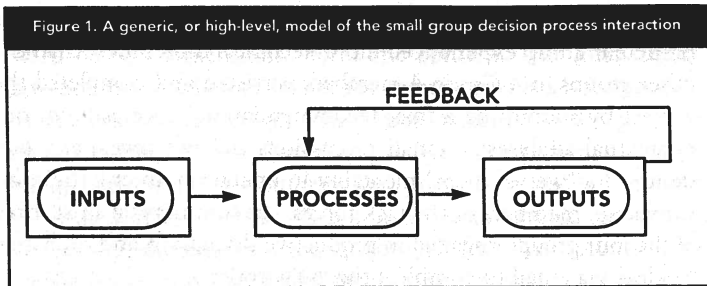 Figure 1. A generic, or high-level, model of the small group decision process interaction
FEEDBACK
INPUTS
PROCESSES
OUTPUTS